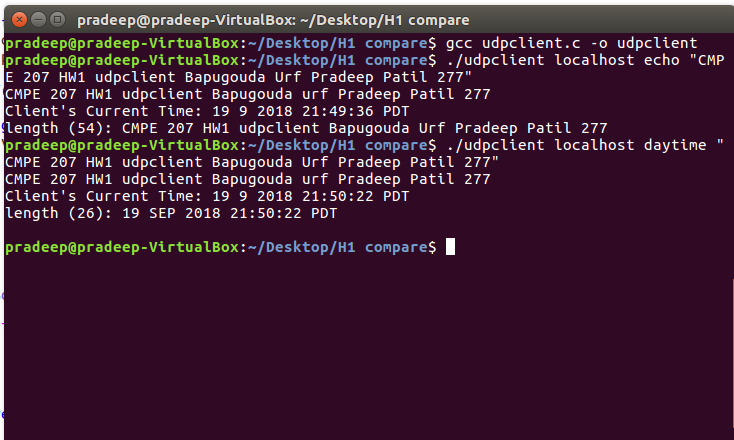 pradeep@pradeep-VirtualBox: ~/Desktop/H1 compare
pradeep@pradeep-VirtualBox:~/Desktop/H1 compare$ gcc udpclient.c -o udpclient
pradeep@pradeep-VirtualBox:~/Desktop/H1 compare$ ./udpclient localhost echo "CMP
E 207 HW1 udpclient Bapugouda Urf Pradeep Patil 277"
CMPE 207 HW1 udpclient Bapugouda urf Pradeep Patil 277
Client's Current Time: 19 9 2018 21:49:36 PDT
length (54): CMPE 207 HW1 udpclient Bapugouda Urf Pradeep Patil 277
pradeep@pradeep-VirtualBox:~/Desktop/H1 compare$ ./udpclient localhost daytime "
CMPE 207 HW1 udpclient Bapugouda Urf Pradeep Patil 277"
CMPE 207 HW1 udpclient Bapugouda urf Pradeep Patil 277
Client's Current Time: 19 9 2018 21:50:22 PDT
length (26): 19 SEP 2018 21:50:22 PDT
pradeep@pradeep-VirtualBox:~/Desktop/H1 compare$